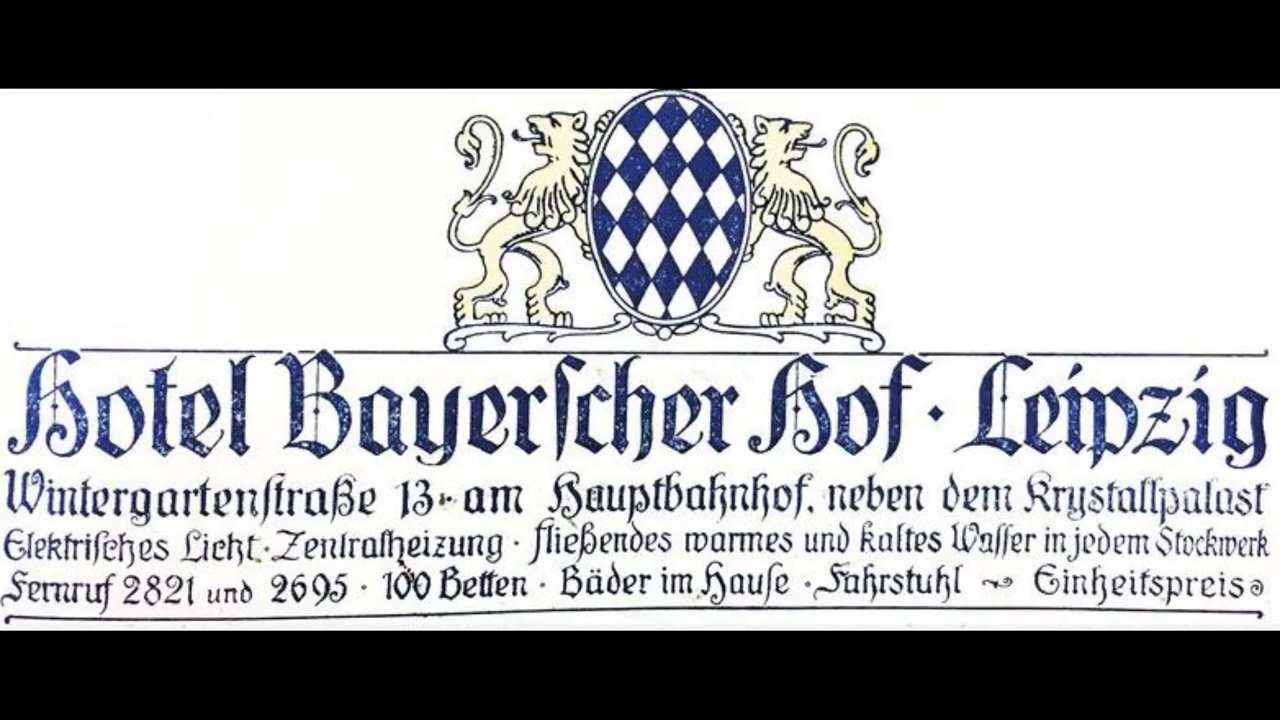 Hotel Bayerscher Hof · Leipzig
Wintergartenstraße 13 · am Hauptbahnhof, neben dem Krystallpalast
Elektrisches Licht · Zentralheizung · fließendes warmes und kaltes Wasser in jedem Stockwerk
Fernruf 2821 und 2695 · 100 Betten · Bäder im Hause · Fahrstuhl ~ Einheitspreis